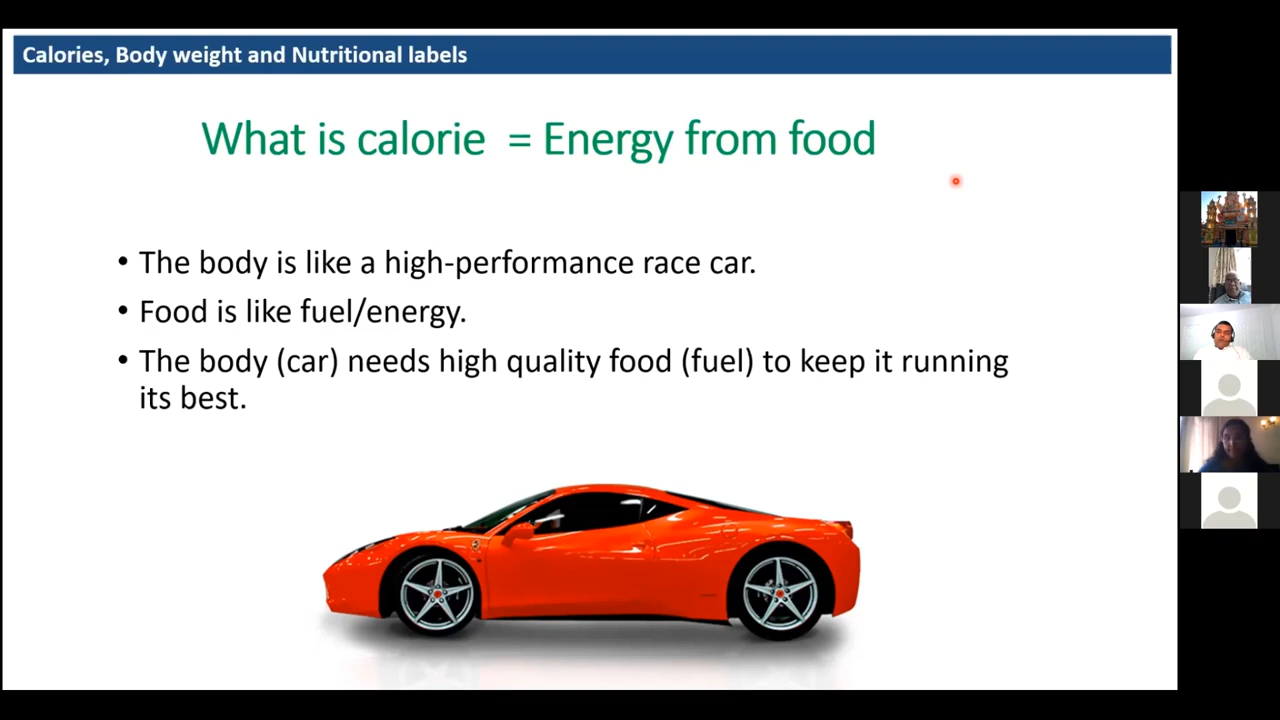 Calories, Body weight and Nutritional labels
What is calorie = Energy from food
• The body is like a high-performance race car.
• Food is like fuel/energy.
• The body (car) needs high quality food (fuel) to keep it running
its best.